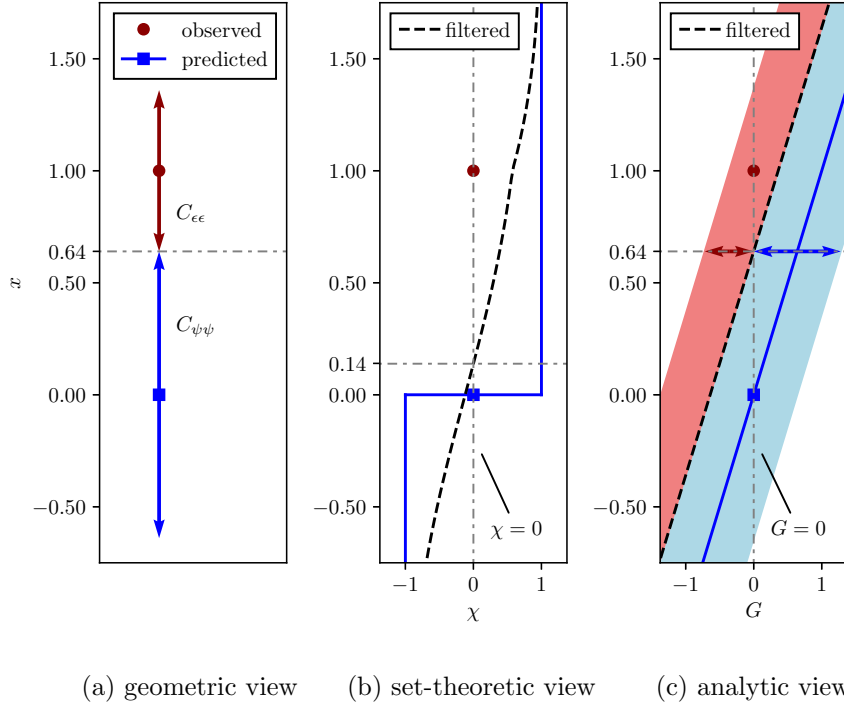 observed
predicted
1.50
1.00
0.64
0.50
0.00
−0.50
x
C_ϵϵ
C_ψψ
(a) geometric view
filtered
1.50
1.00
0.50
0.14
0.00
−0.50
χ = 0
−1 0 1
χ
(b) set-theoretic view
filtered
1.50
1.00
0.64
0.50
0.00
−0.50
G = 0
−1 0 1
G
(c) analytic view